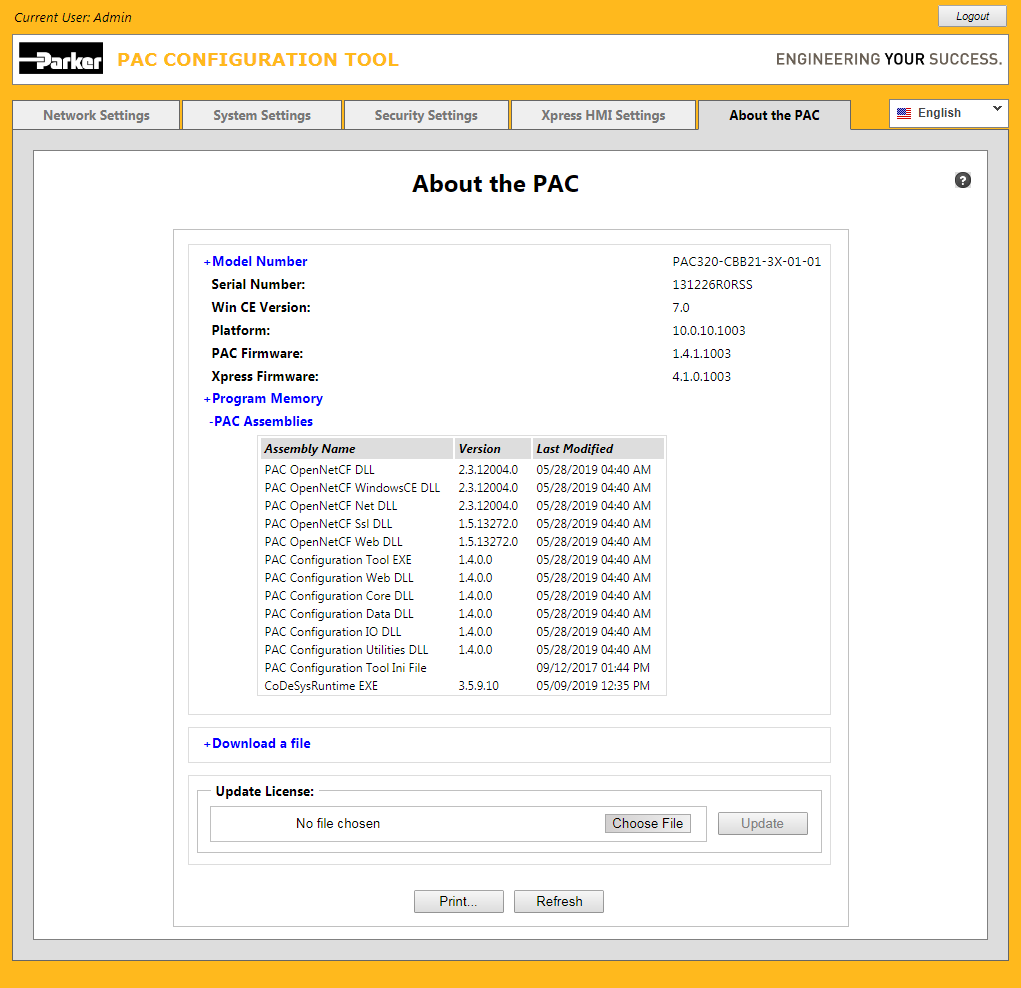 Current User: Admin
Logout
Parker
PAC CONFIGURATION TOOL
ENGINEERING YOUR SUCCESS.
Network Settings
System Settings
Security Settings
Xpress HMI Settings
About the PAC
English
About the PAC
?
+Model Number PAC320-CBB21-3X-01-01
Serial Number: 131226R0RSS
Win CE Version: 7.0
Platform: 10.0.10.1003
PAC Firmware: 1.4.1.1003
Xpress Firmware: 4.1.0.1003
+Program Memory
-PAC Assemblies
Assembly Name Version Last Modified
PAC OpenNetCF DLL 2.3.12004.0 05/28/2019 04:40 AM
PAC OpenNetCF WindowsCE DLL 2.3.12004.0 05/28/2019 04:40 AM
PAC OpenNetCF Net DLL 2.3.12004.0 05/28/2019 04:40 AM
PAC OpenNetCF Ssl DLL 1.5.13272.0 05/28/2019 04:40 AM
PAC OpenNetCF Web DLL 1.5.13272.0 05/28/2019 04:40 AM
PAC Configuration Tool EXE 1.4.0.0 05/28/2019 04:40 AM
PAC Configuration Web DLL 1.4.0.0 05/28/2019 04:40 AM
PAC Configuration Core DLL 1.4.0.0 05/28/2019 04:40 AM
PAC Configuration Data DLL 1.4.0.0 05/28/2019 04:40 AM
PAC Configuration IO DLL 1.4.0.0 05/28/2019 04:40 AM
PAC Configuration Utilities DLL 1.4.0.0 05/28/2019 04:40 AM
PAC Configuration Tool Ini File 09/12/2017 01:44 PM
CoDeSysRuntime EXE 3.5.9.10 05/09/2019 12:35 PM
+Download a file
Update License:
No file chosen
Choose File
Update
Print...
Refresh